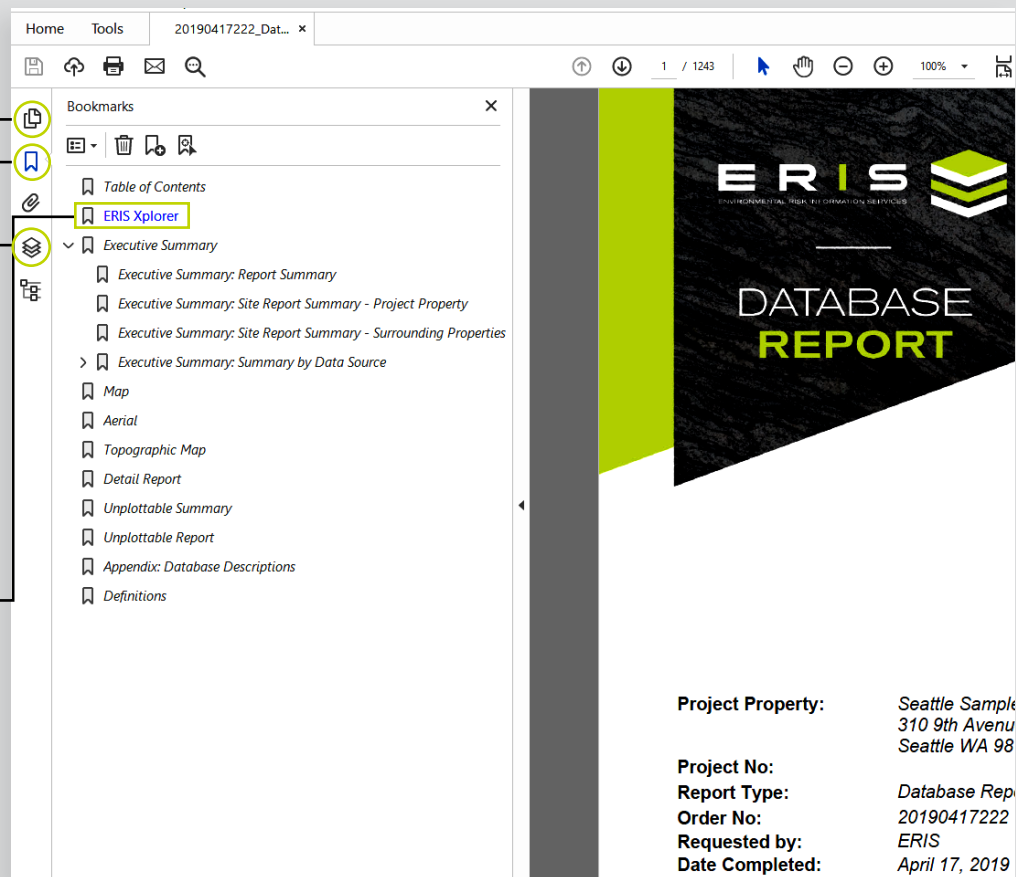 Home Tools 20190417222_Dat... ×
1 / 1243 100%
Bookmarks
Table of Contents
ERIS Xplorer
Executive Summary
Executive Summary: Report Summary
Executive Summary: Site Report Summary - Project Property
Executive Summary: Site Report Summary - Surrounding Properties
Executive Summary: Summary by Data Source
Map
Aerial
Topographic Map
Detail Report
Unplottable Summary
Unplottable Report
Appendix: Database Descriptions
Definitions
ERIS
ENVIRONMENTAL RISK INFORMATION SERVICES
DATABASE
REPORT
Project Property: Seattle Sample
310 9th Avenu
Seattle WA 98
Project No:
Report Type: Database Repo
Order No: 20190417222
Requested by: ERIS
Date Completed: April 17, 2019